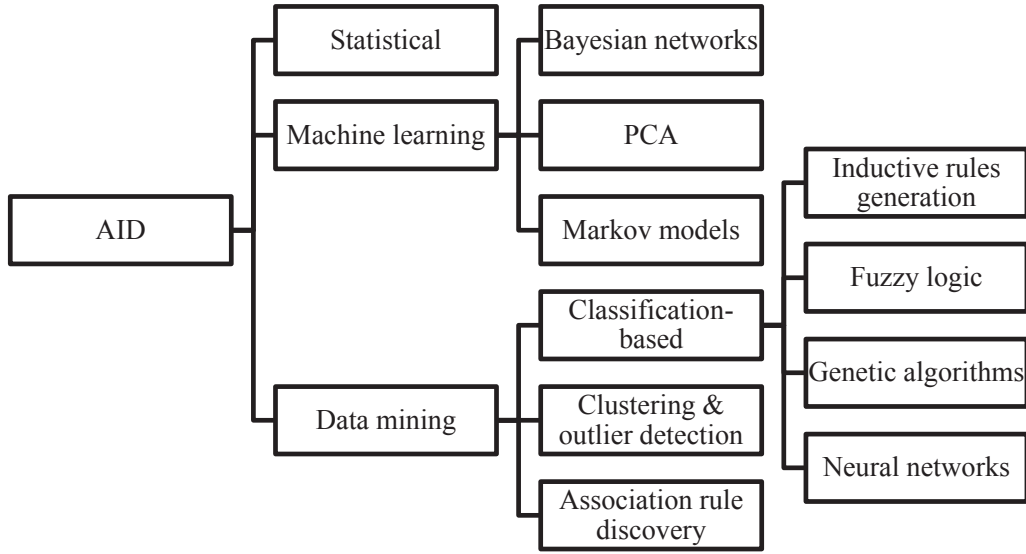 Statistical
Bayesian networks
Machine learning
PCA
Inductive rules
generation
AID
Markov models
Fuzzy logic
Classification-
based
Genetic algorithms
Data mining
Clustering &
outlier detection
Neural networks
Association rule
discovery